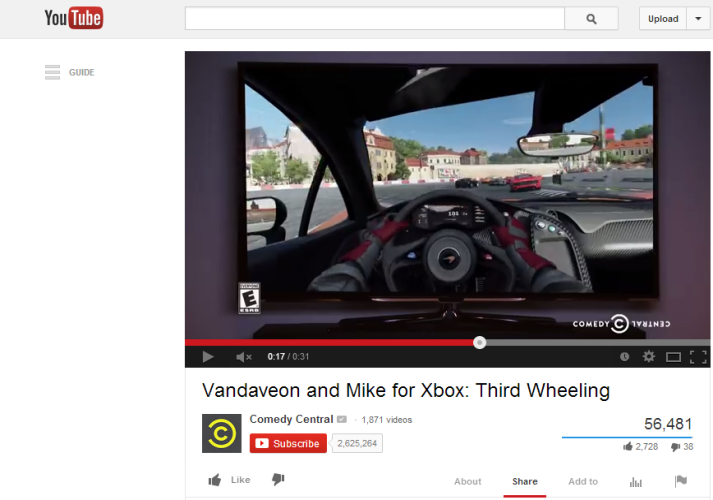 YouTube
Upload
GUIDE
EVERYONE
E
ESRB
COMEDY CENTRAL
0:17 / 0:31
Vandaveon and Mike for Xbox: Third Wheeling
Comedy Central · 1,871 videos
Subscribe 2,625,264
56,481
2,728 38
Like
About Share Add to